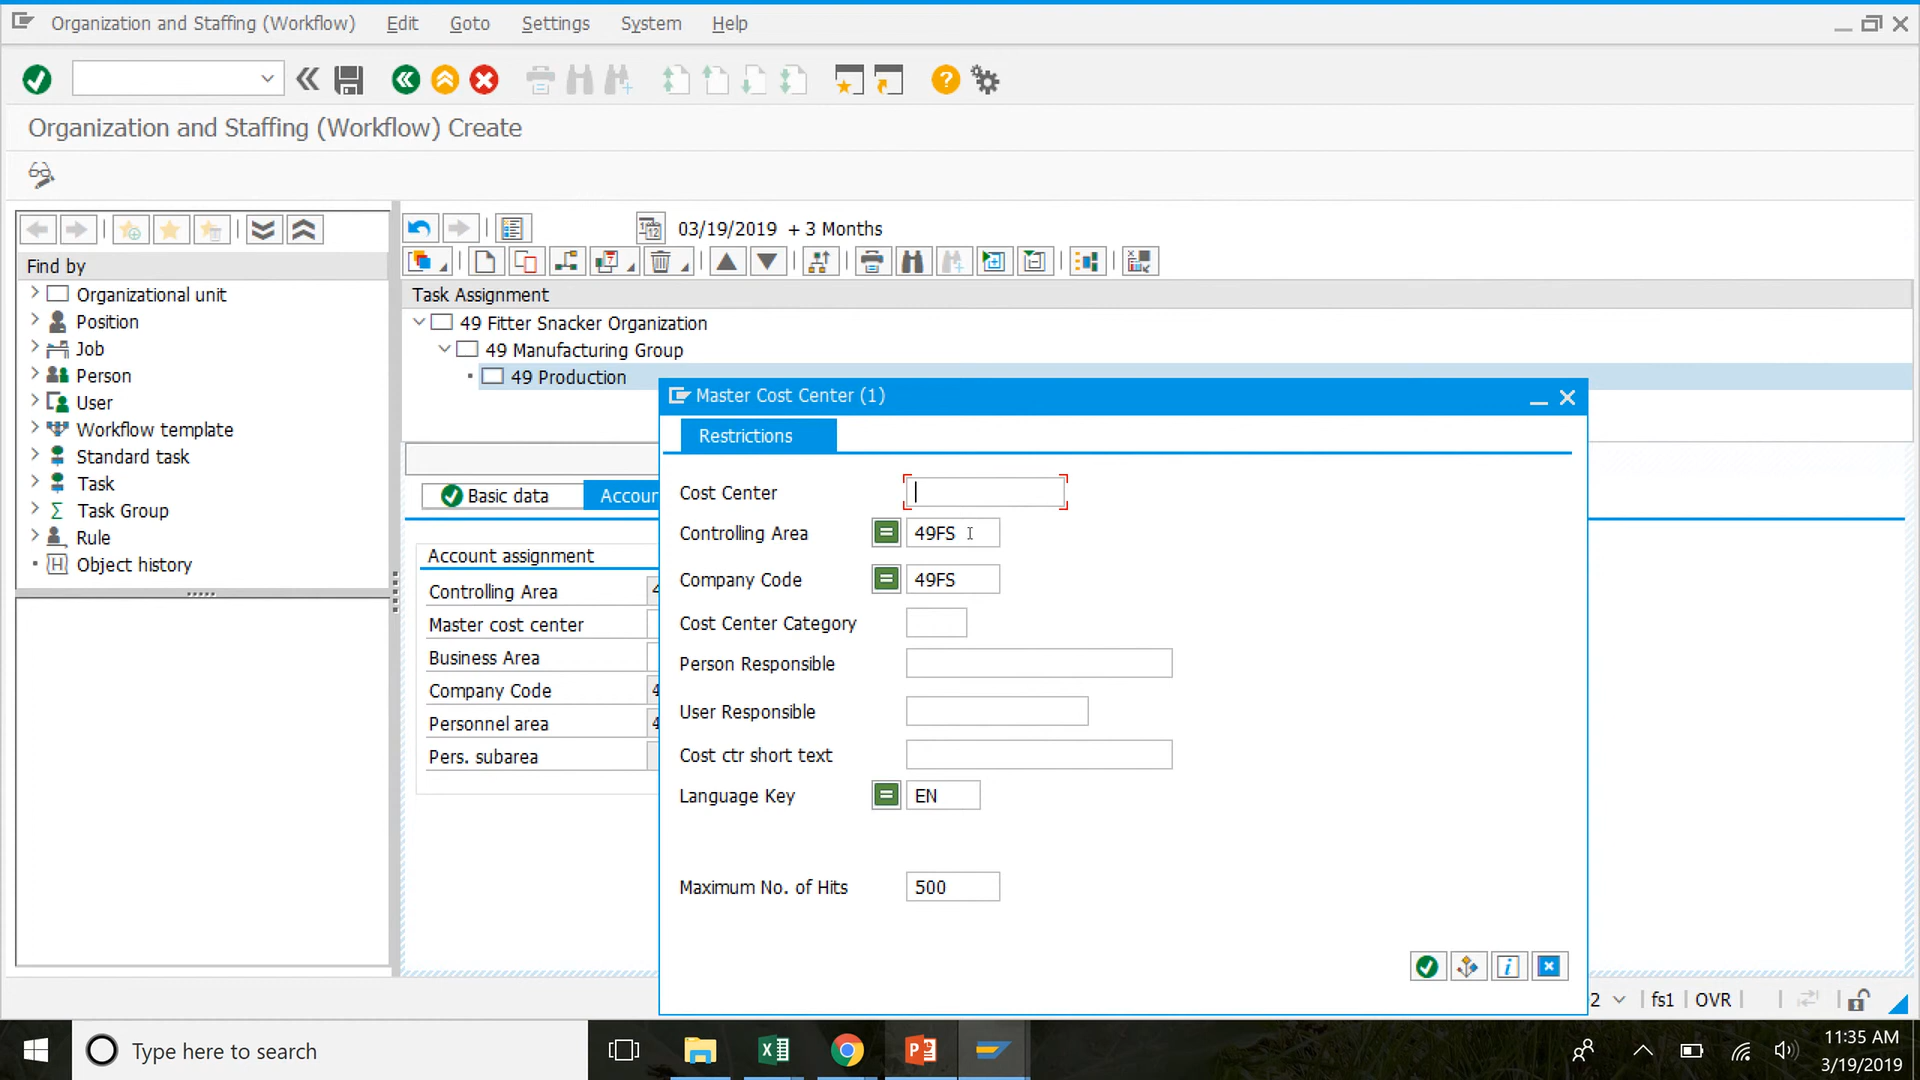 Organization and Staffing (Workflow) Edit Goto Settings System Help
Organization and Staffing (Workflow) Create
03/19/2019 + 3 Months
Find by
Organizational unit
Position
Job
Person
User
Workflow template
Standard task
Task
Task Group
Rule
Object history
Task Assignment
49 Fitter Snacker Organization
49 Manufacturing Group
49 Production
Basic data
Accoun
Account assignment
Controlling Area 4
Master cost center
Business Area
Company Code 4
Personnel area 4
Pers. subarea
Master Cost Center (1)
Restrictions
Cost Center
Controlling Area = 49FS
Company Code = 49FS
Cost Center Category
Person Responsible
User Responsible
Cost ctr short text
Language Key = EN
Maximum No. of Hits 500
2 fs1 OVR
Type here to search
11:35 AM
3/19/2019